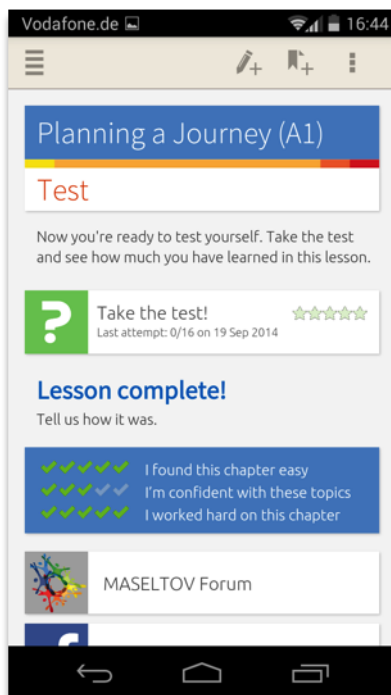 Vodafone.de 16:44
Planning a Journey (A1)
Test
Now you're ready to test yourself. Take the test
and see how much you have learned in this lesson.
?
Take the test!
Last attempt: 0/16 on 19 Sep 2014
Lesson complete!
Tell us how it was.
I found this chapter easy
I'm confident with these topics
I worked hard on this chapter
MASELTOV Forum